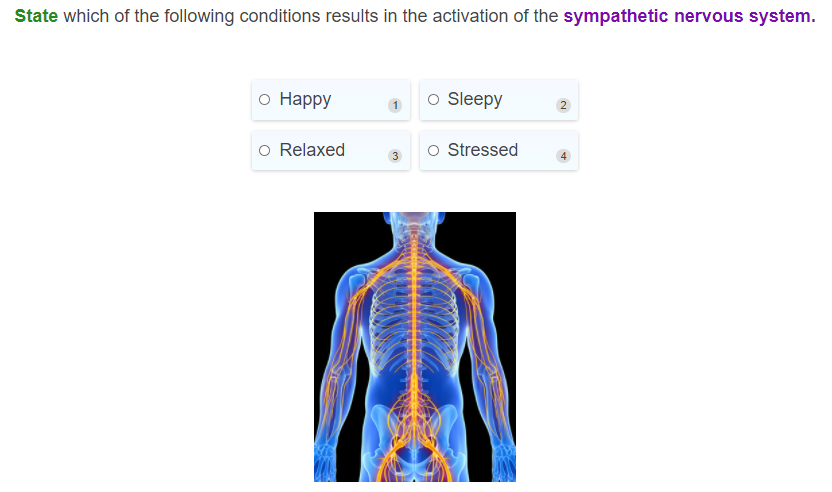 State which of the following conditions results in the activation of the sympathetic nervous system.
Happy 1
Sleepy 2
Relaxed 3
Stressed 4